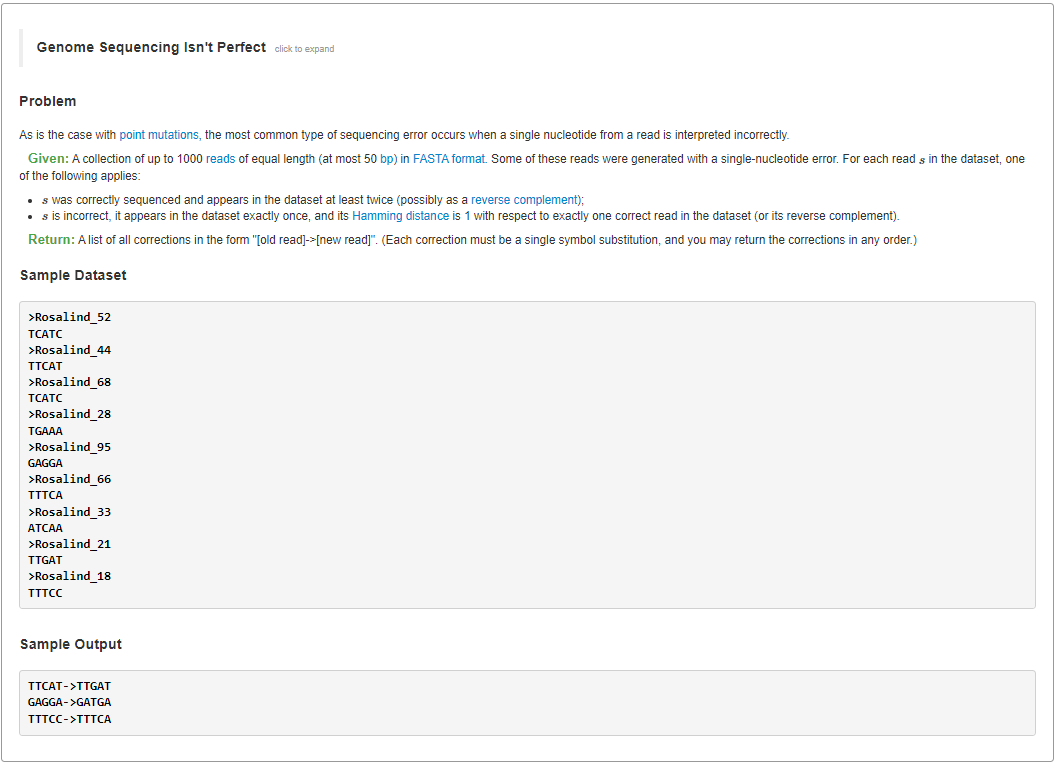 Genome Sequencing Isn't Perfect click to expand
Problem
As is the case with point mutations, the most common type of sequencing error occurs when a single nucleotide from a read is interpreted incorrectly.
Given: A collection of up to 1000 reads of equal length (at most 50 bp) in FASTA format. Some of these reads were generated with a single-nucleotide error. For each read s in the dataset, one
of the following applies:
• s was correctly sequenced and appears in the dataset at least twice (possibly as a reverse complement);
• s is incorrect, it appears in the dataset exactly once, and its Hamming distance is 1 with respect to exactly one correct read in the dataset (or its reverse complement).
Return: A list of all corrections in the form "[old read]->[new read]". (Each correction must be a single symbol substitution, and you may return the corrections in any order.)
Sample Dataset
>Rosalind_52
TCATC
>Rosalind_44
TTCAT
>Rosalind_68
TCATC
>Rosalind_28
TGAAA
>Rosalind_95
GAGGA
>Rosalind_66
TTTCA
>Rosalind_33
ATCAA
>Rosalind_21
TTGAT
>Rosalind_18
TTTCC
Sample Output
TTCAT->TTGAT
GAGGA->GATGA
TTTCC->TTTCA